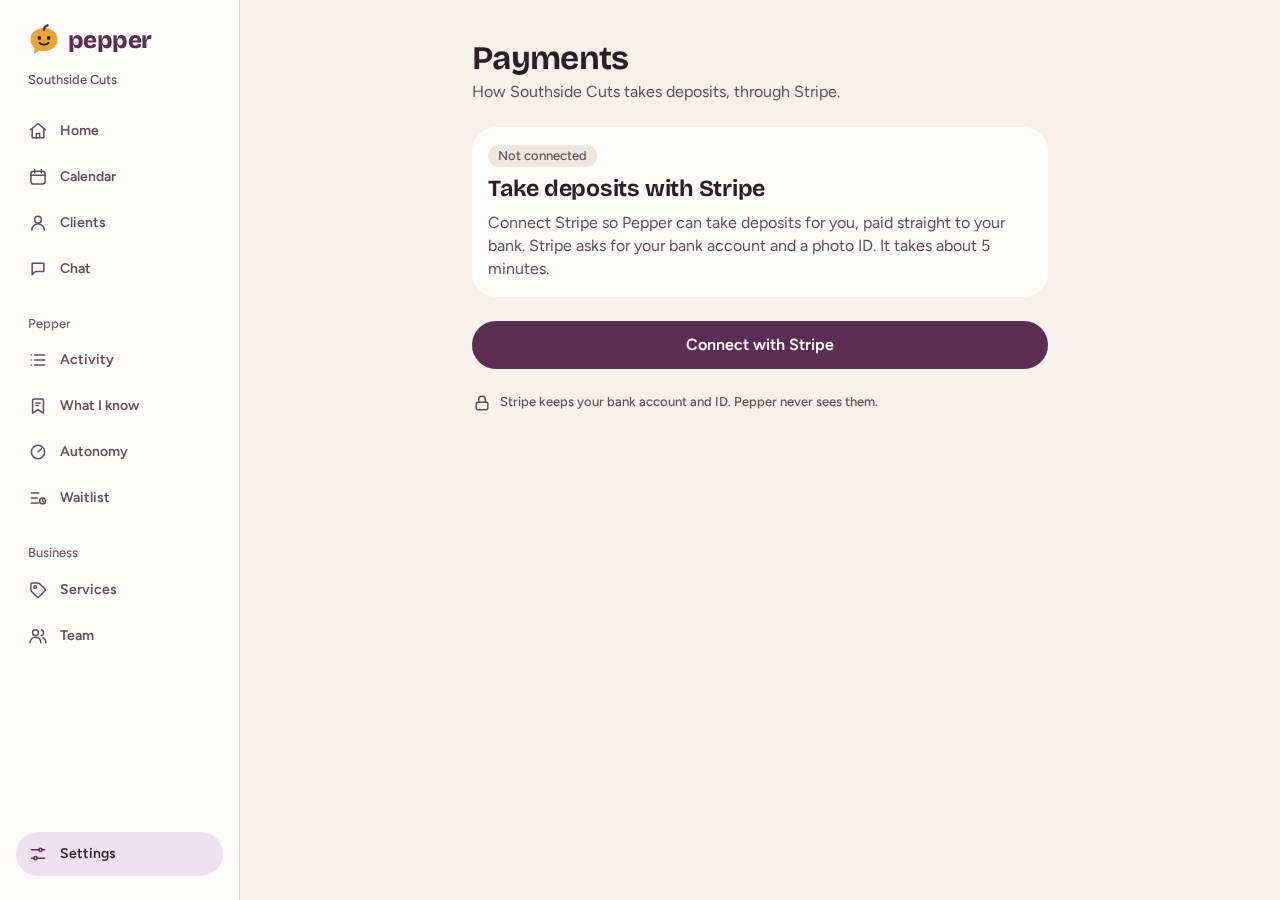 pepper
Southside Cuts
Home
Calendar
Clients
Chat
Pepper
Activity
What I know
Autonomy
Waitlist
Business
Services
Team
Settings
Payments
How Southside Cuts takes deposits, through Stripe.
Not connected
Take deposits with Stripe
Connect Stripe so Pepper can take deposits for you, paid straight to your
bank. Stripe asks for your bank account and a photo ID. It takes about 5
minutes.
Connect with Stripe
Stripe keeps your bank account and ID. Pepper never sees them.